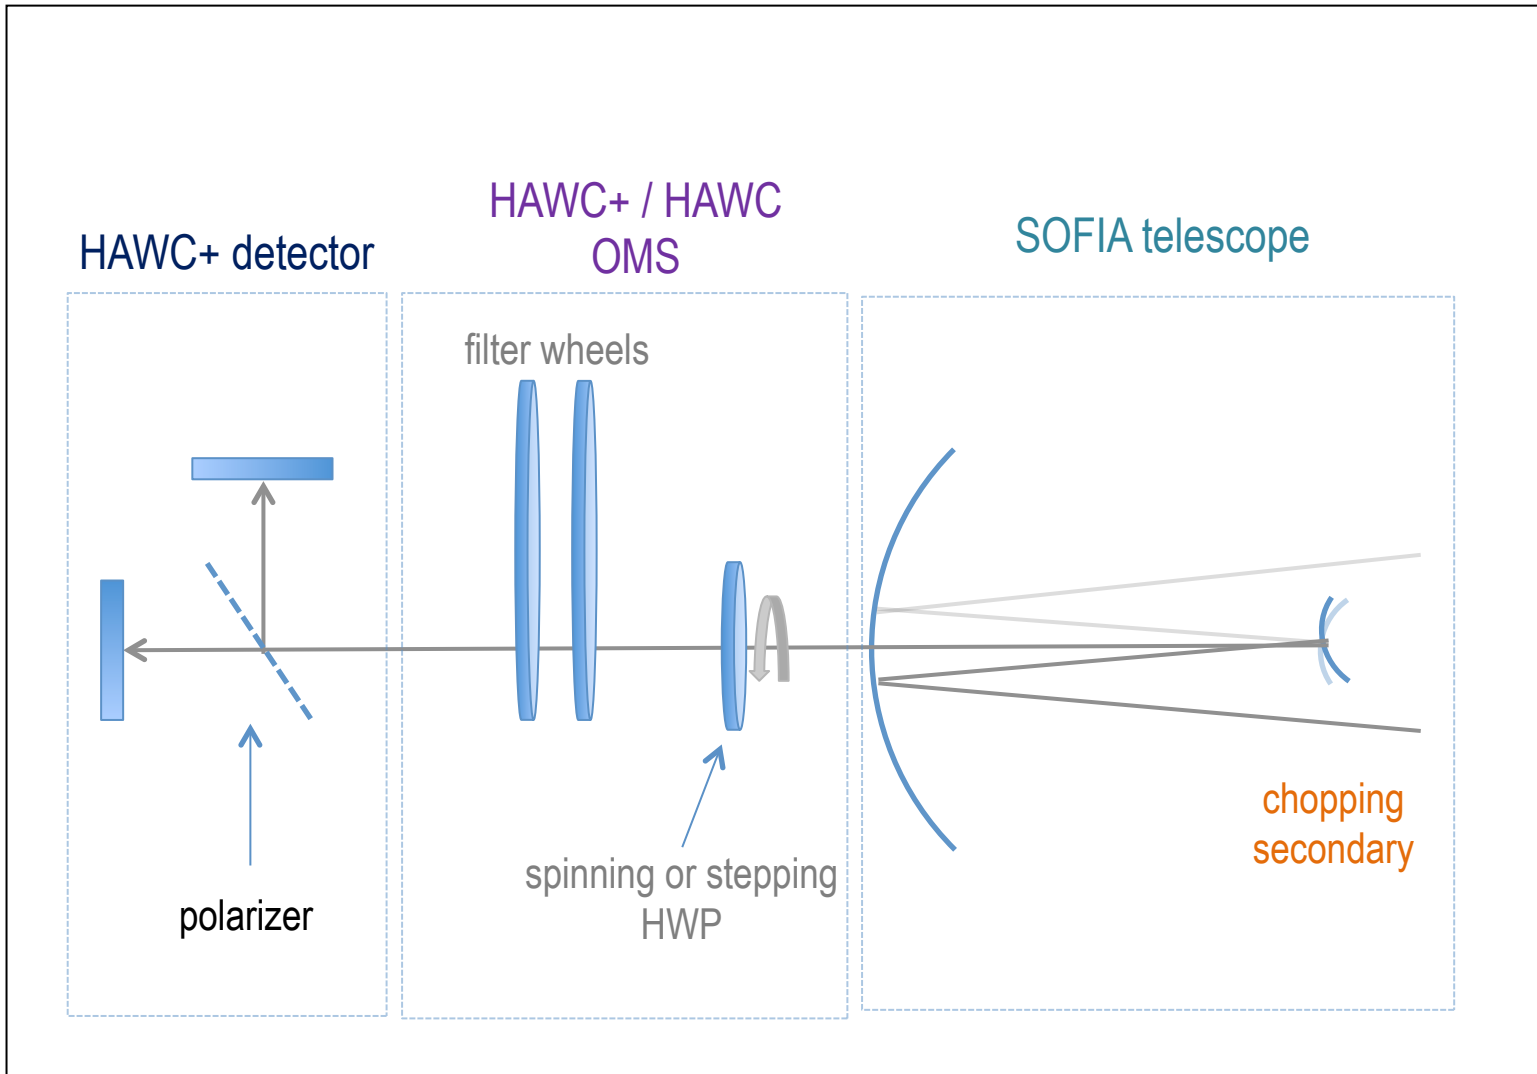 HAWC+ detector
HAWC+ / HAWC
OMS
SOFIA telescope
filter wheels
polarizer
spinning or stepping
HWP
chopping
secondary